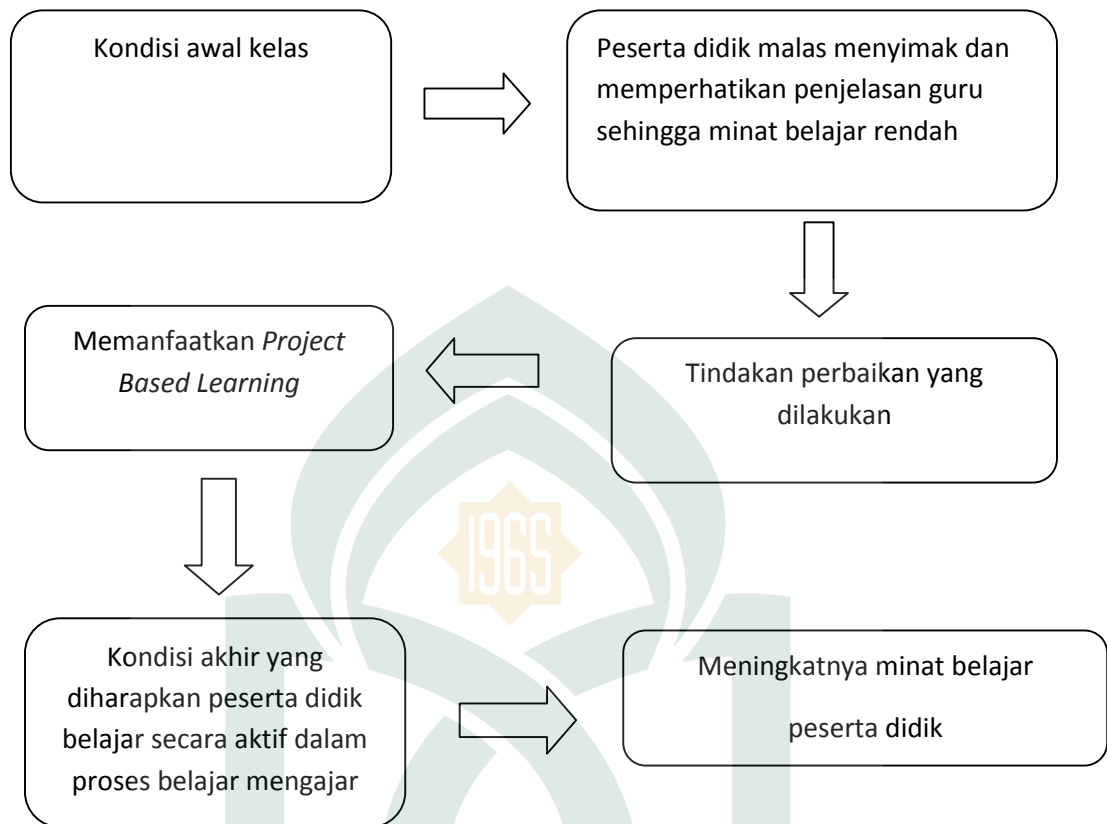 Kondisi awal kelas
Peserta didik malas menyimak dan
memperhatikan penjelasan guru
sehingga minat belajar rendah
Tindakan perbaikan yang
dilakukan
Memanfaatkan Project
Based Learning
1965
Kondisi akhir yang
diharapkan peserta didik
belajar secara aktif dalam
proses belajar mengajar
Meningkatnya minat belajar
peserta didik